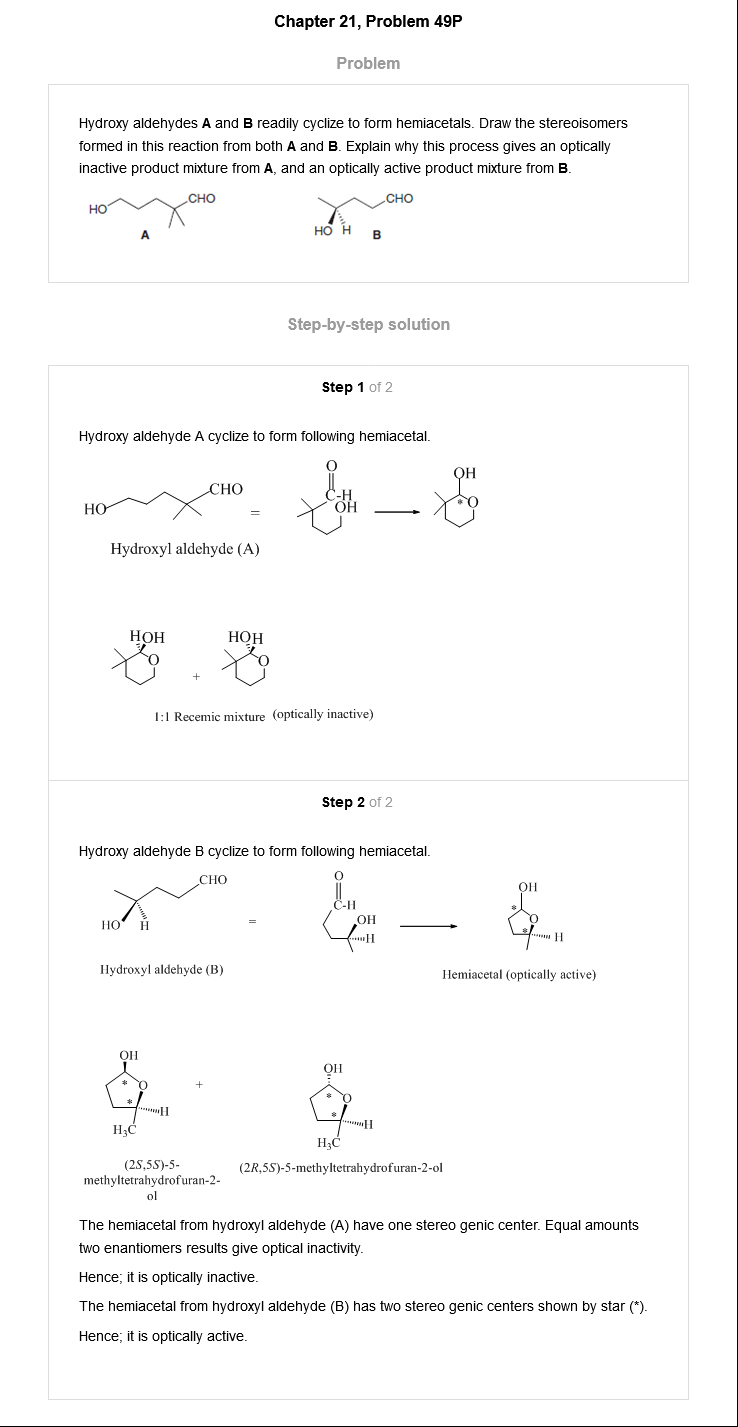 Chapter 21, Problem 49P
Problem
Hydroxy aldehydes A and B readily cyclize to form hemiacetals. Draw the stereoisomers
formed in this reaction from both A and B. Explain why this process gives an optically
inactive product mixture from A, and an optically active product mixture from B.
HO
CHO
A
CHO
HO H
B
Step-by-step solution
Step 1 of 2
Hydroxy aldehyde A cyclize to form following hemiacetal.
HO
CHO
=
O
C-H
OH
OH
* O
Hydroxyl aldehyde (A)
HOH
O
+
HOH
O
1:1 Recemic mixture (optically inactive)
Step 2 of 2
Hydroxy aldehyde B cyclize to form following hemiacetal.
CHO
HO H
=
O
C-H
OH
H
OH
*
O
*
H
Hydroxyl aldehyde (B)
Hemiacetal (optically active)
OH
* O
*
H
H3C
+
OH
* O
*
H
H3C
(2S,5S)-5-
methyltetrahydrofuran-2-
ol
(2R,5S)-5-methyltetrahydrofuran-2-ol
The hemiacetal from hydroxyl aldehyde (A) have one stereo genic center. Equal amounts
two enantiomers results give optical inactivity.
Hence; it is optically inactive.
The hemiacetal from hydroxyl aldehyde (B) has two stereo genic centers shown by star (*).
Hence; it is optically active.